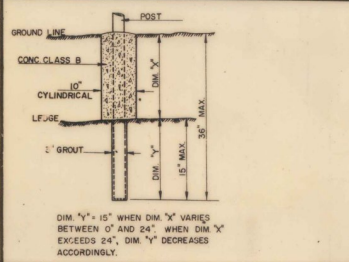 POST
GROUND LINE
CONC. CLASS B
10"
CYLINDRICAL
DIM. "X"
36" MAX.
LEDGE
GROUT
DIM. "Y"
15" MAX.
DIM. "Y" = 15" WHEN DIM. "X" VARIES
BETWEEN 0" AND 24". WHEN DIM. "X"
EXCEEDS 24", DIM. "Y" DECREASES
ACCORDINGLY.